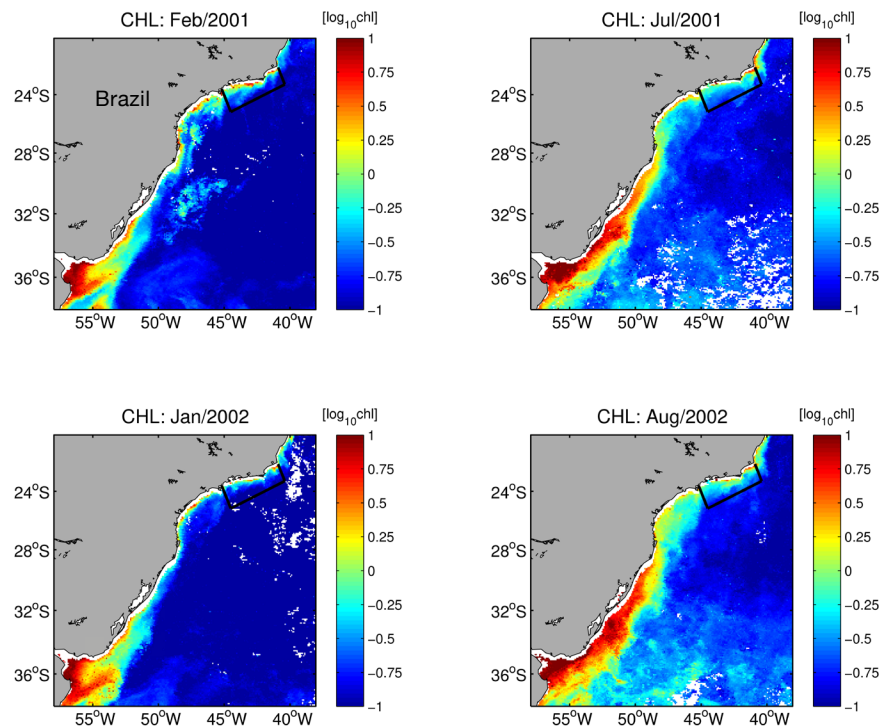 CHL: Feb/2001
[log₁₀chl]
Brazil
24°S
28°S
32°S
36°S
55°W 50°W 45°W 40°W
1
0.75
0.5
0.25
0
−0.25
−0.5
−0.75
−1
CHL: Jul/2001
[log₁₀chl]
24°S
28°S
32°S
36°S
55°W 50°W 45°W 40°W
1
0.75
0.5
0.25
0
−0.25
−0.5
−0.75
−1
CHL: Jan/2002
[log₁₀chl]
24°S
28°S
32°S
36°S
55°W 50°W 45°W 40°W
1
0.75
0.5
0.25
0
−0.25
−0.5
−0.75
−1
CHL: Aug/2002
[log₁₀chl]
24°S
28°S
32°S
36°S
55°W 50°W 45°W 40°W
1
0.75
0.5
0.25
0
−0.25
−0.5
−0.75
−1